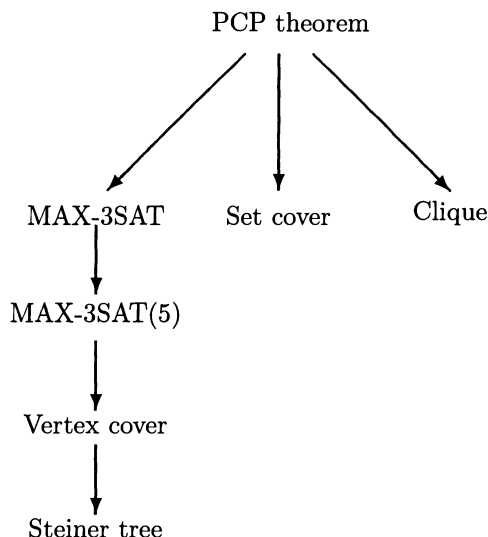 PCP theorem
MAX-3SAT
Set cover
Clique
MAX-3SAT(5)
Vertex cover
Steiner tree